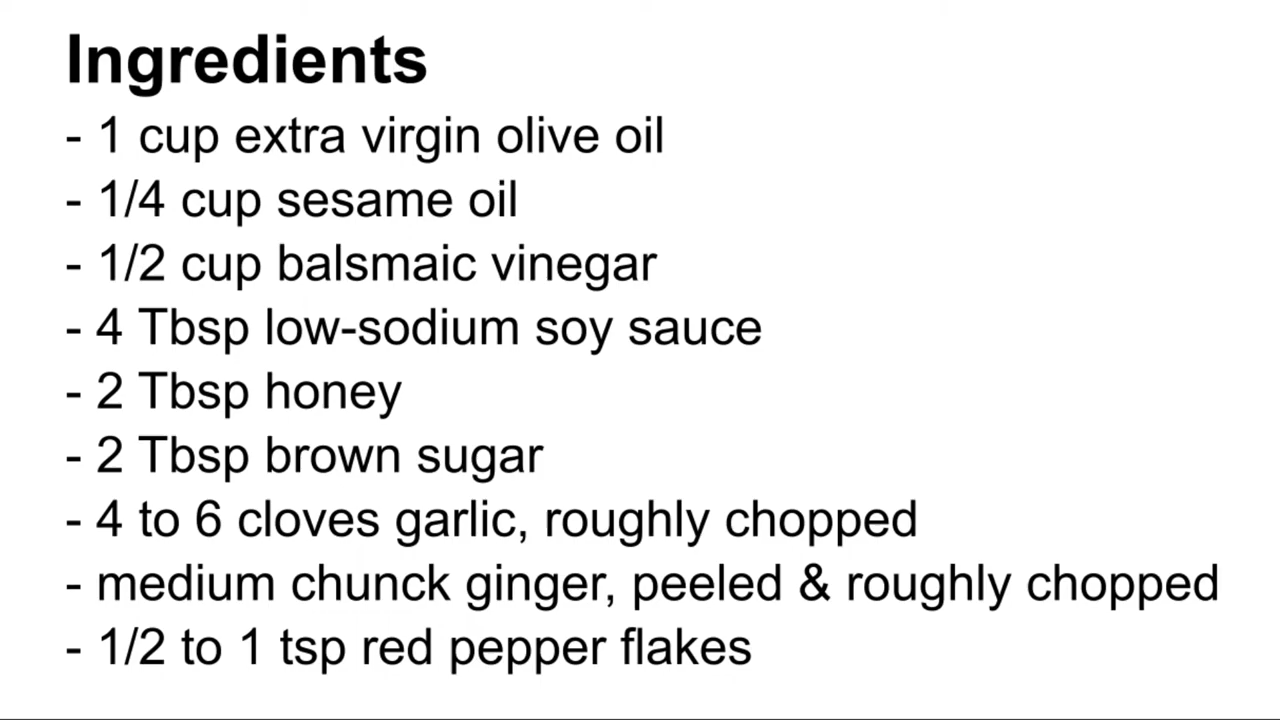 Ingredients
- 1 cup extra virgin olive oil
- 1/4 cup sesame oil
- 1/2 cup balsmaic vinegar
- 4 Tbsp low-sodium soy sauce
- 2 Tbsp honey
- 2 Tbsp brown sugar
- 4 to 6 cloves garlic, roughly chopped
- medium chunck ginger, peeled & roughly chopped
- 1/2 to 1 tsp red pepper flakes